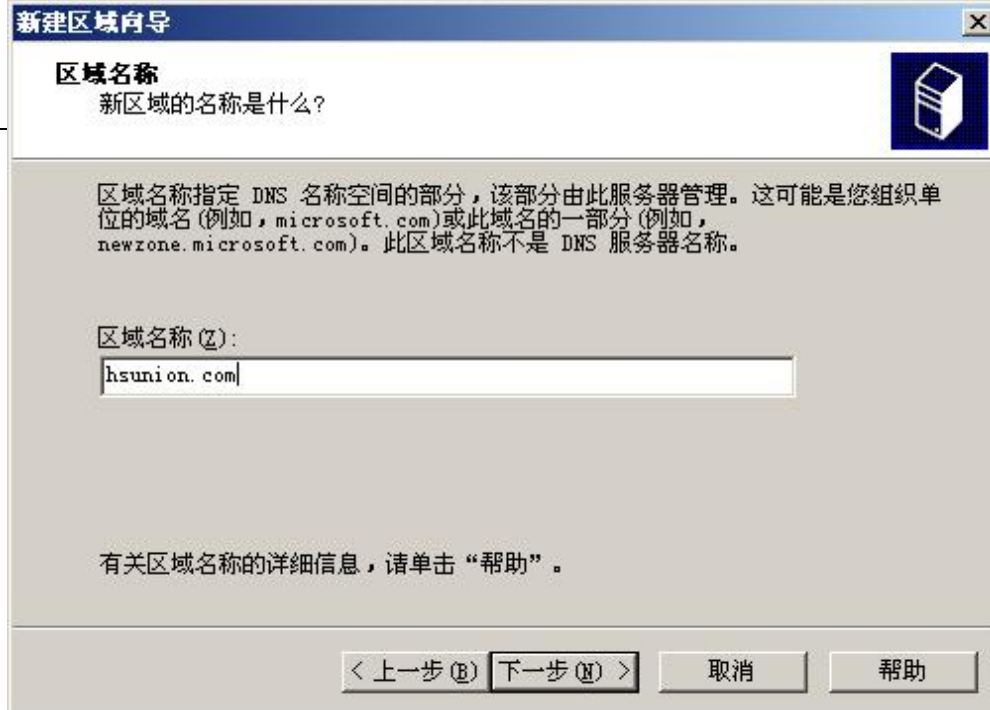 新建区域向导
区域名称
新区域的名称是什么?
区域名称指定 DNS 名称空间的部分，该部分由此服务器管理。这可能是您组织单
位的域名(例如，microsoft.com)或此域名的一部分(例如，
newzone.microsoft.com)。此区域名称不是 DNS 服务器名称。
区域名称(Z):
hsunion.com
有关区域名称的详细信息，请单击“帮助”。
< 上一步(B) 下一步(N) > 取消 帮助